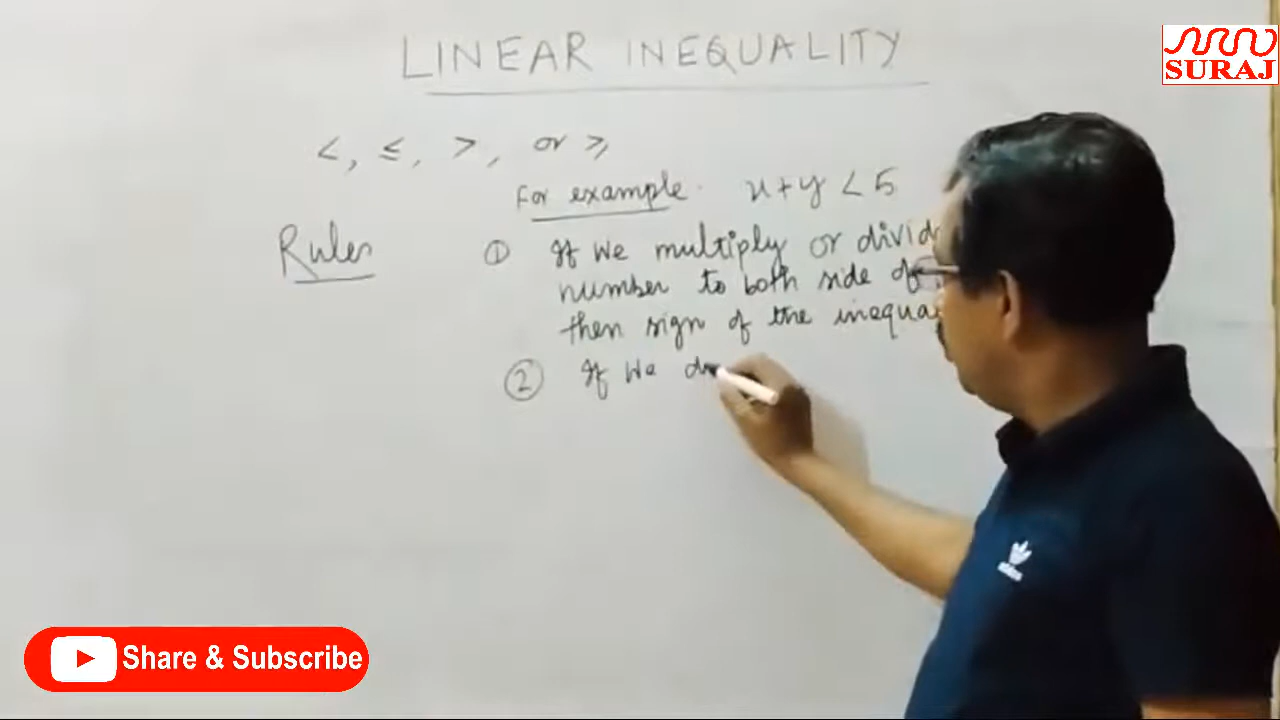 LINEAR INEQUALITY
SURAJ
<, ≤, >, or ≥
For example. x+y < 5
Rules
① If We multiply or divid
number to both side of
then sign of the inequa
② If We
Share & Subscribe
adidas